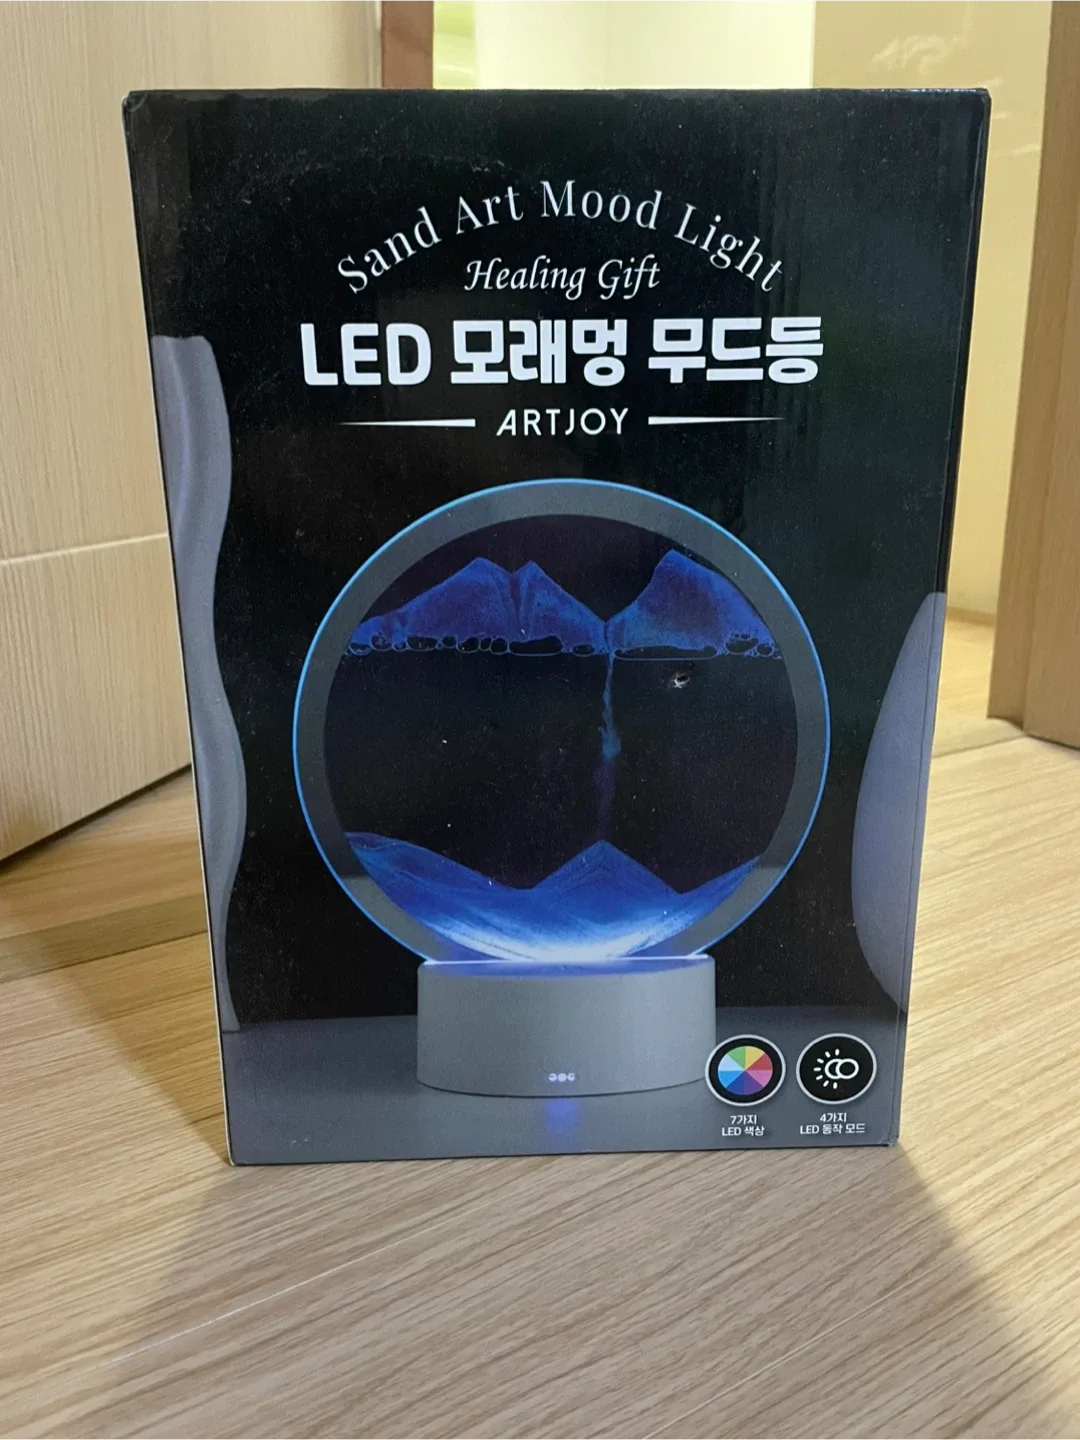 Sand Art Mood Light
Healing Gift
LED 모래멍 무드등
ARTJOY
7가지
LED 색상
4가지
LED 동작 모드